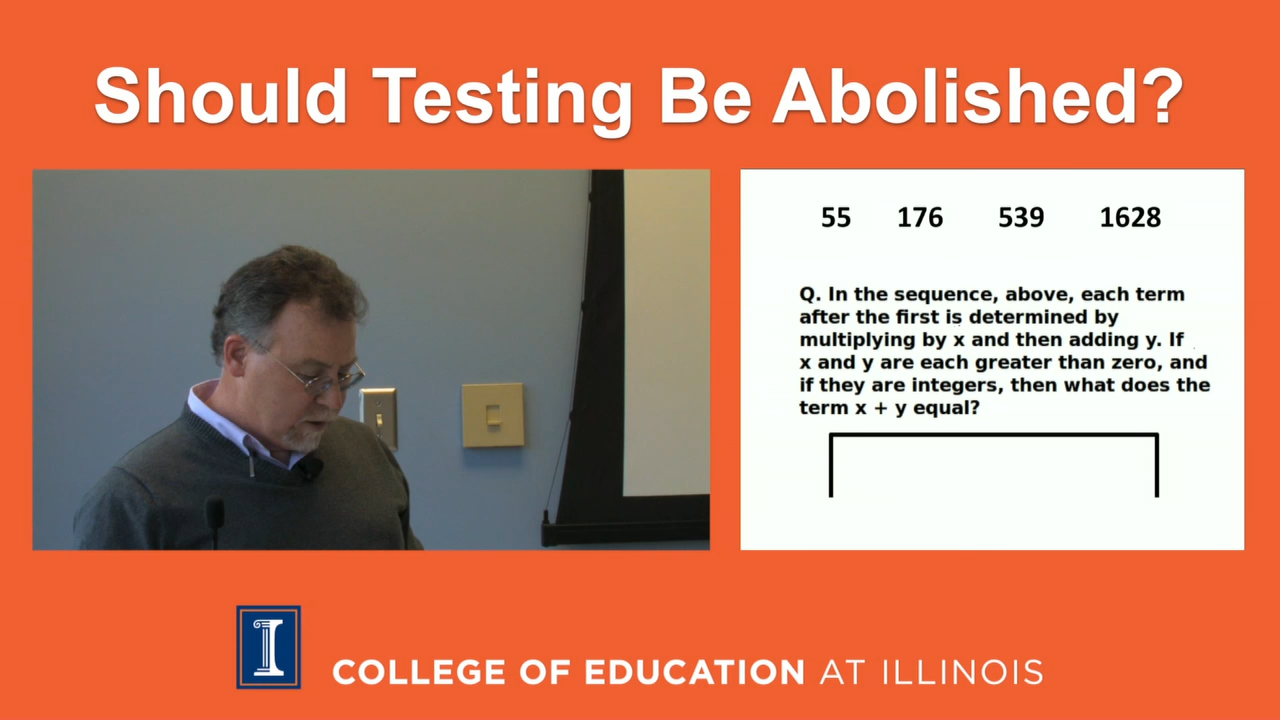 Should Testing Be Abolished?
55 176 539 1628
Q. In the sequence, above, each term
after the first is determined by
multiplying by x and then adding y. If
x and y are each greater than zero, and
if they are integers, then what does the
term x + y equal?
I
COLLEGE OF EDUCATION AT ILLINOIS